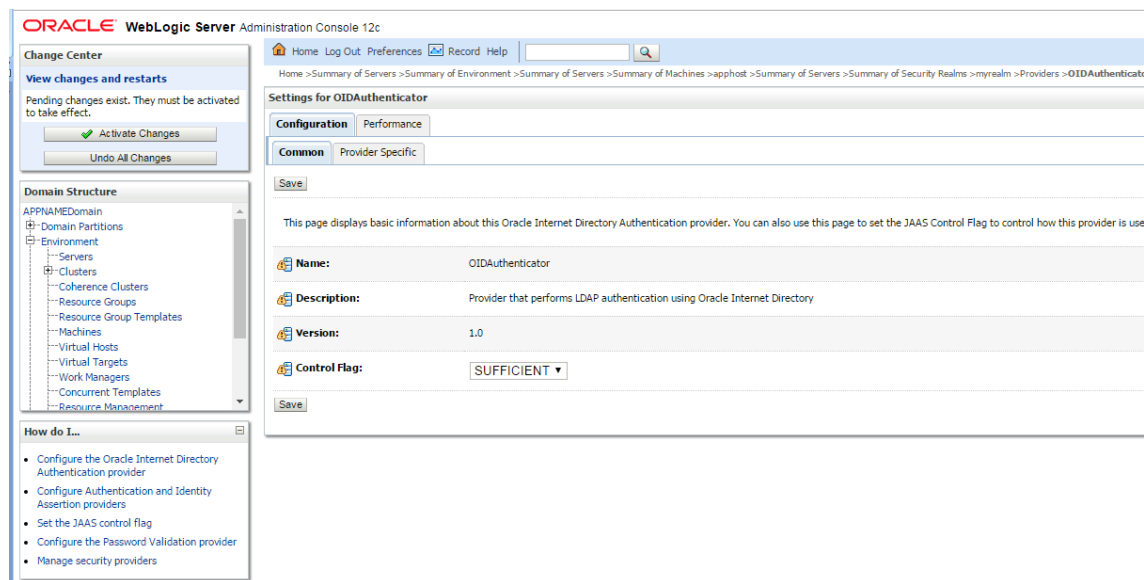 ORACLE WebLogic Server Administration Console 12c
Change Center
View changes and restarts
Pending changes exist. They must be activated
to take effect.
Activate Changes
Undo All Changes
Domain Structure
APPNAMEDomain
Domain Partitions
Environment
Servers
Clusters
Coherence Clusters
Resource Groups
Resource Group Templates
Machines
Virtual Hosts
Virtual Targets
Work Managers
Concurrent Templates
Resource Management
How do I...
Configure the Oracle Internet Directory
Authentication provider
Configure Authentication and Identity
Assertion providers
Set the JAAS control flag
Configure the Password Validation provider
Manage security providers
Home Log Out Preferences Record Help
Home >Summary of Servers >Summary of Environment >Summary of Servers >Summary of Machines >apphost >Summary of Servers >Summary of Security Realms >myrealm >Providers >OIDAuthenticato
Settings for OIDAuthenticator
Configuration Performance
Common Provider Specific
Save
This page displays basic information about this Oracle Internet Directory Authentication provider. You can also use this page to set the JAAS Control Flag to control how this provider is use
Name: OIDAuthenticator
Description: Provider that performs LDAP authentication using Oracle Internet Directory
Version: 1.0
Control Flag: SUFFICIENT
Save